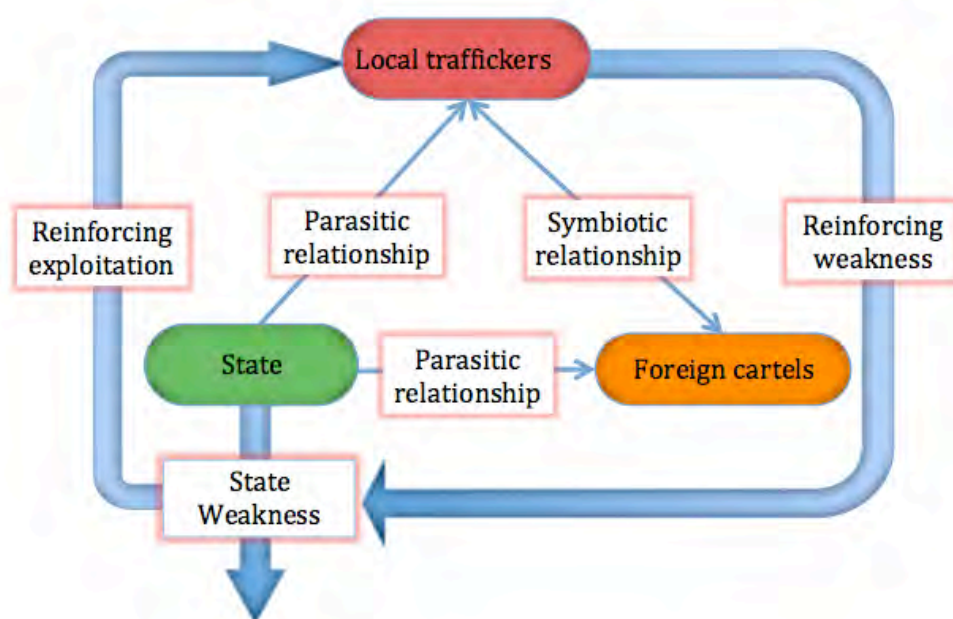 Local traffickers
Reinforcing
exploitation
Parasitic
relationship
Symbiotic
relationship
Reinforcing
weakness
State
Parasitic
relationship
Foreign cartels
State
Weakness